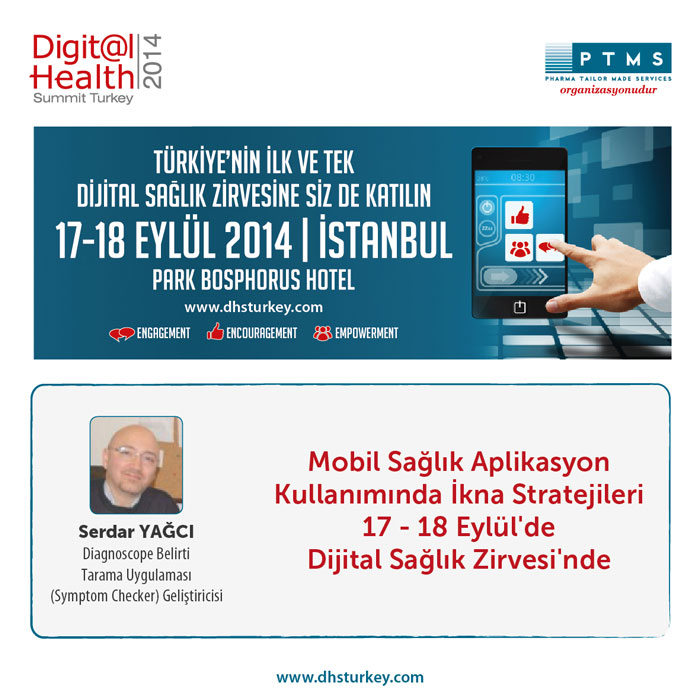 Digit@l
Health
2014
Summit Turkey
PTMS
PHARMA TAILOR MADE SERVICES
organizasyonudur
TÜRKİYE'NİN İLK VE TEK
DİJİTAL SAĞLIK ZİRVESİNE SİZ DE KATILIN
17-18 EYLÜL 2014 | İSTANBUL
PARK BOSPHORUS HOTEL
www.dhsturkey.com
ENGAGEMENT ENCOURAGEMENT EMPOWERMENT
08:30
Serdar YAĞCI
Diagnoscope Belirti
Tarama Uygulaması
(Symptom Checker) Geliştiricisi
Mobil Sağlık Aplikasyon
Kullanımında İkna Stratejileri
17 - 18 Eylül'de
Dijital Sağlık Zirvesi'nde
www.dhsturkey.com